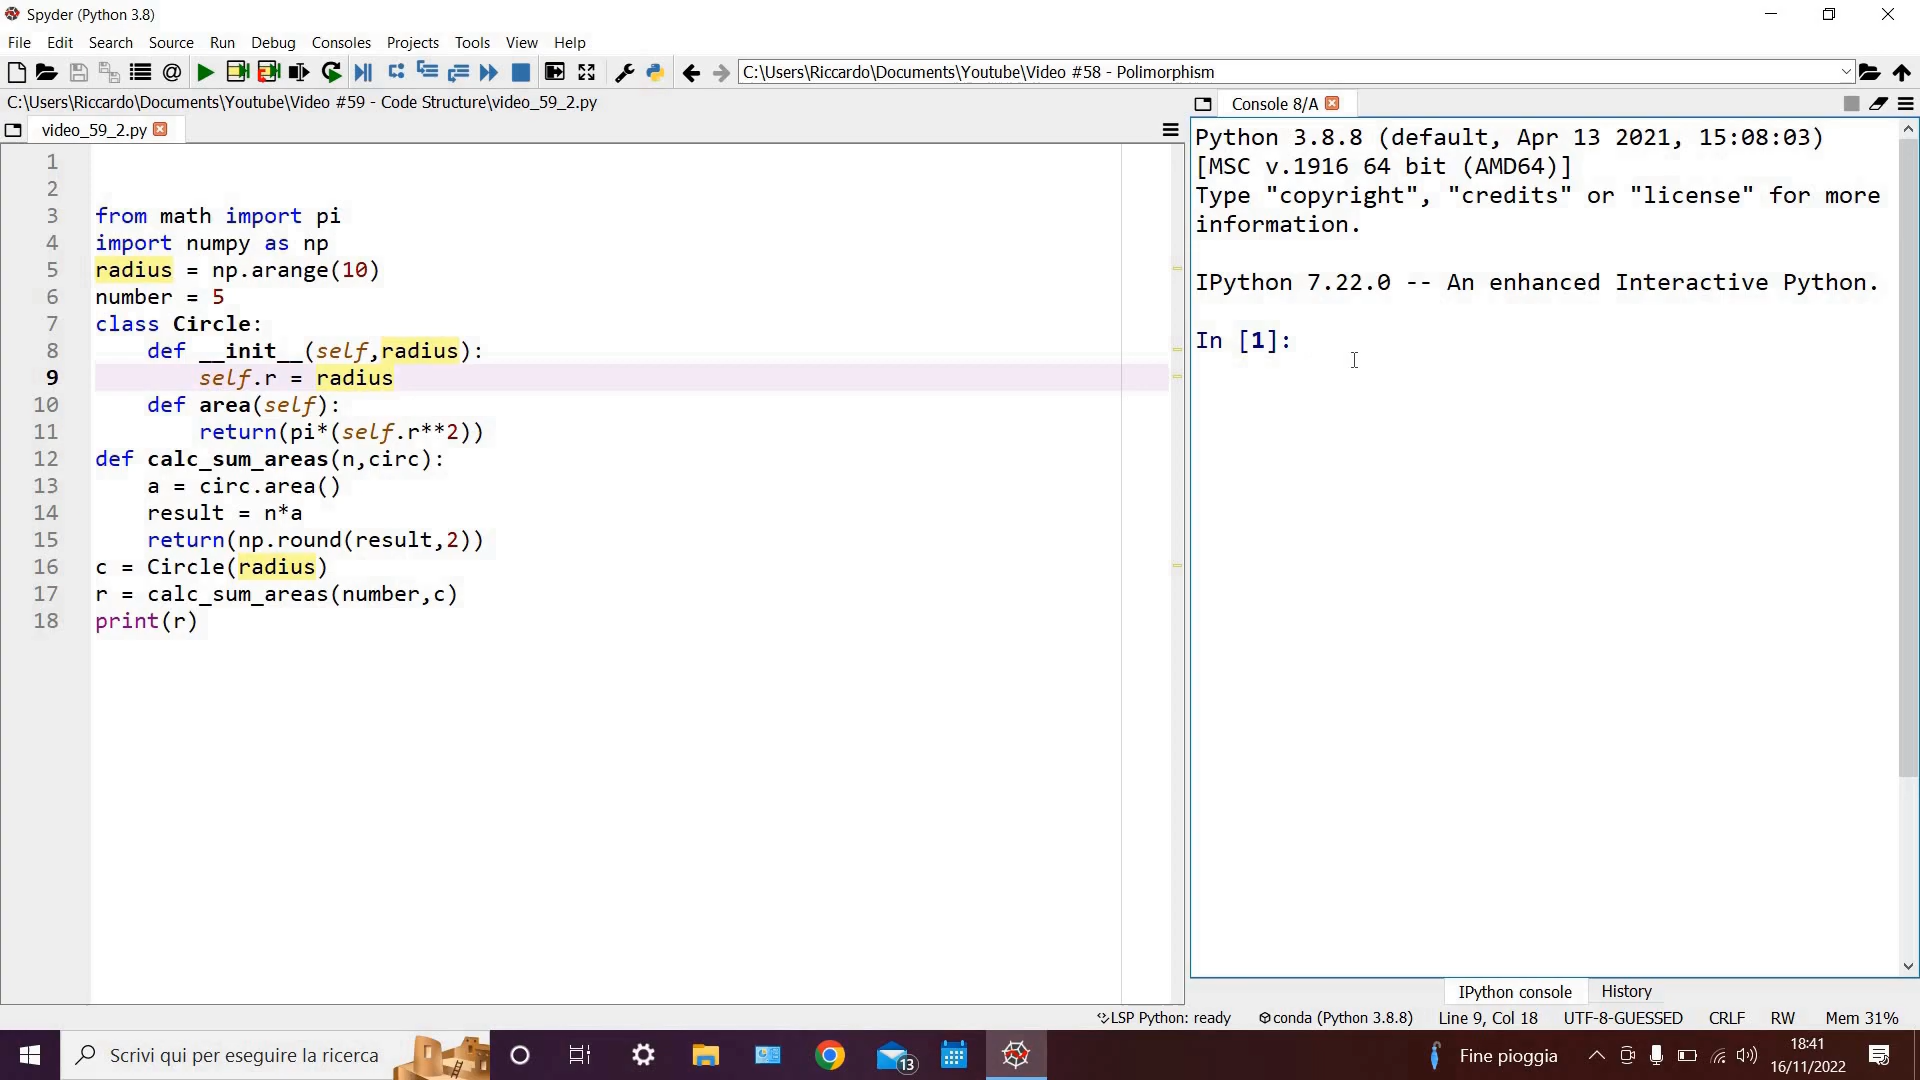 Spyder (Python 3.8)
File Edit Search Source Run Debug Consoles Projects Tools View Help
C:\Users\Riccardo\Documents\Youtube\Video #58 - Polimorphism
C:\Users\Riccardo\Documents\Youtube\Video #59 - Code Structure\video_59_2.py
video_59_2.py
1
2
3 from math import pi
4 import numpy as np
5 radius = np.arange(10)
6 number = 5
7 class Circle:
8     def __init__(self,radius):
9         self.r = radius
10     def area(self):
11         return(pi*(self.r**2))
12 def calc_sum_areas(n,circ):
13     a = circ.area()
14     result = n*a
15     return(np.round(result,2))
16 c = Circle(radius)
17 r = calc_sum_areas(number,c)
18 print(r)
Console 8/A
Python 3.8.8 (default, Apr 13 2021, 15:08:03)
[MSC v.1916 64 bit (AMD64)]
Type "copyright", "credits" or "license" for more
information.
IPython 7.22.0 -- An enhanced Interactive Python.
In [1]:
IPython console History
LSP Python: ready conda (Python 3.8.8) Line 9, Col 18 UTF-8-GUESSED CRLF RW Mem 31%
Scrivi qui per eseguire la ricerca
13
Fine pioggia
18:41
16/11/2022